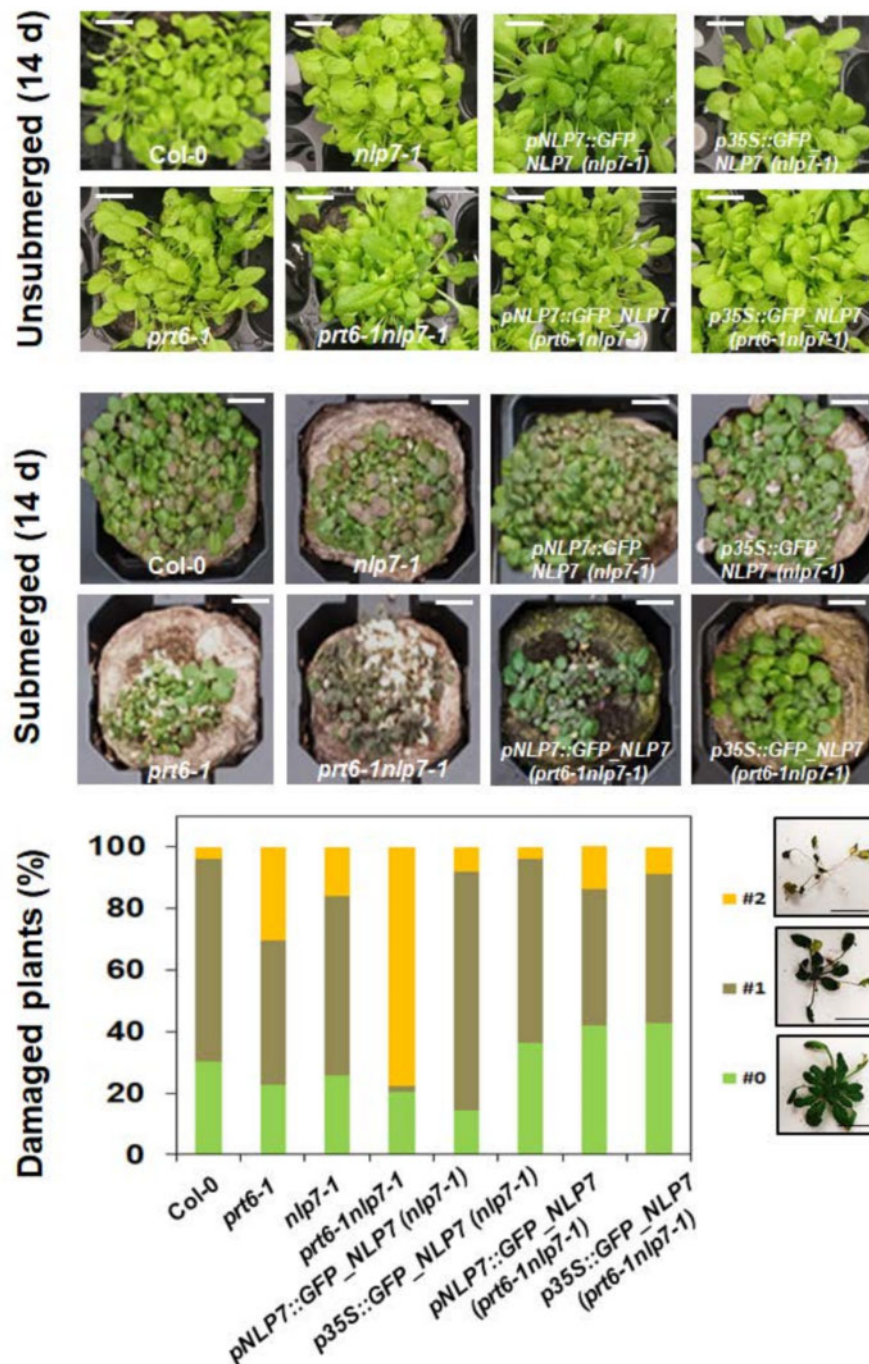 Unsubmerged (14 d)
Col-0
nlp7-1
pNLP7::GFP_
NLP7 (nlp7-1)
p35S::GFP_
NLP7 (nlp7-1)
prt6-1
prt6-1nlp7-1
pNLP7::GFP_NLP7
(prt6-1nlp7-1)
p35S::GFP_NLP7
(prt6-1nlp7-1)
Submerged (14 d)
Col-0
nlp7-1
pNLP7::GFP_
NLP7 (nlp7-1)
p35S::GFP_
NLP7 (nlp7-1)
prt6-1
prt6-1nlp7-1
pNLP7::GFP_NLP7
(prt6-1nlp7-1)
p35S::GFP_NLP7
(prt6-1nlp7-1)
Damaged plants (%)
100
80
60
40
20
0
#2
#1
#0
Col-0
prt6-1
nlp7-1
prt6-1nlp7-1
pNLP7::GFP_NLP7 (nlp7-1)
p35S::GFP_NLP7 (nlp7-1)
pNLP7::GFP_NLP7
(prt6-1nlp7-1)
p35S::GFP_NLP7
(prt6-1nlp7-1)